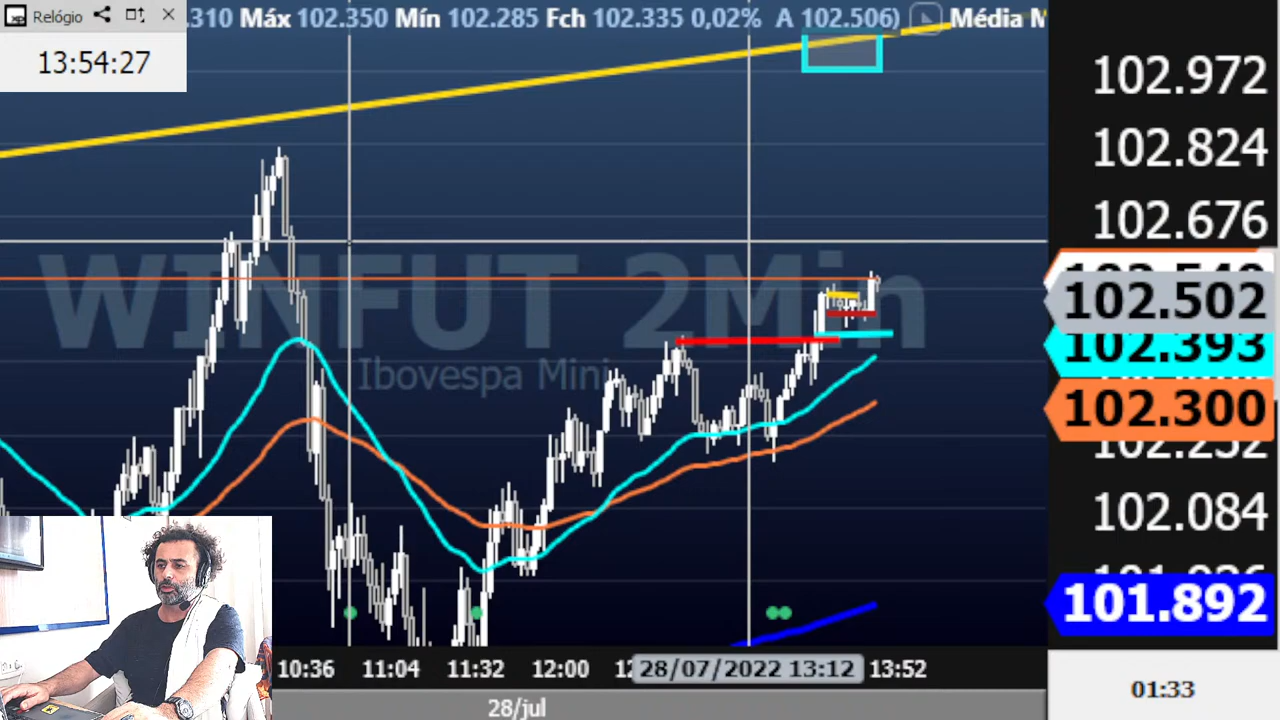 Relógio
.310 Máx 102.350 Mín 102.285 Fch 102.335 0,02% A 102.506) Média M
13:54:27
102.972
102.824
102.676
102.502
102.393
102.300
102.252
102.084
101.892
WINFUT 2Min
Ibovespa Mini
10:36 11:04 11:32 12:00 28/07/2022 13:12 13:52
01:33
28/jul